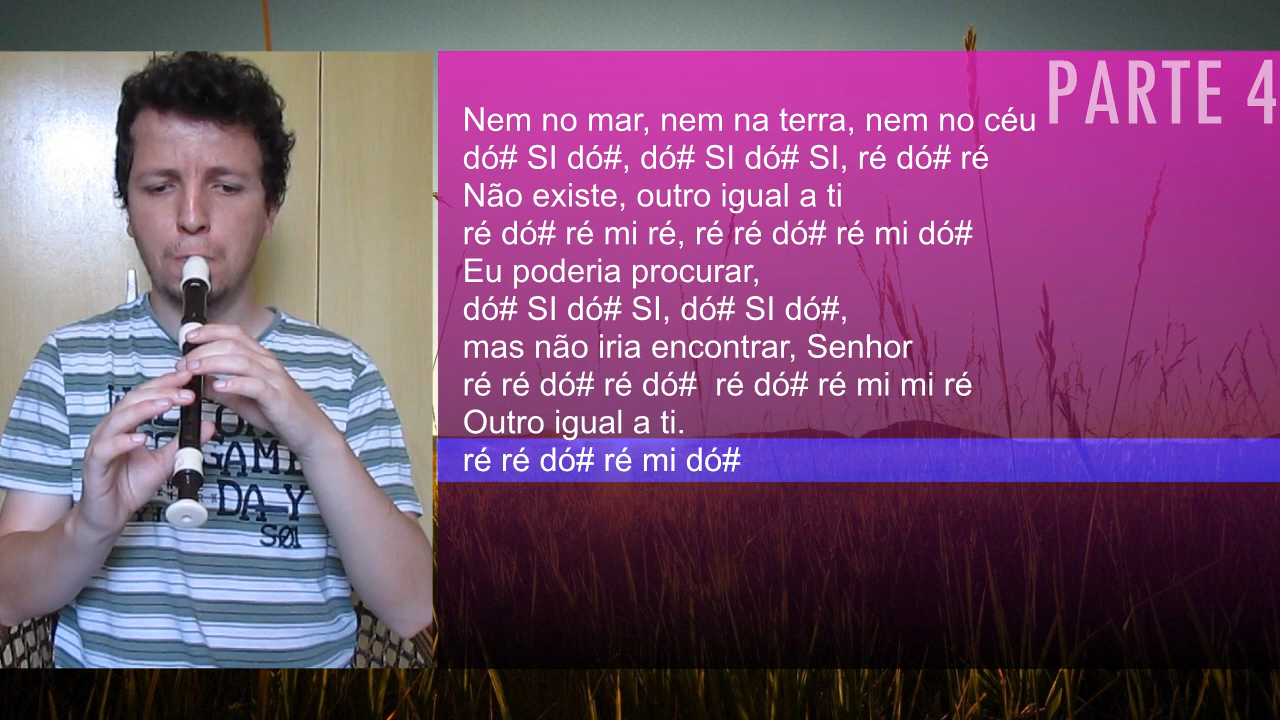 PARTE 4
Nem no mar, nem na terra, nem no céu
dó# SI dó#, dó# SI dó# SI, ré dó# ré
Não existe, outro igual a ti
ré dó# ré mi ré, ré ré dó# ré mi dó#
Eu poderia procurar,
dó# SI dó# SI, dó# SI dó#,
mas não iria encontrar, Senhor
ré ré dó# ré dó#  ré dó# ré mi mi ré
Outro igual a ti.
ré ré dó# ré mi dó#
GAME
DAY